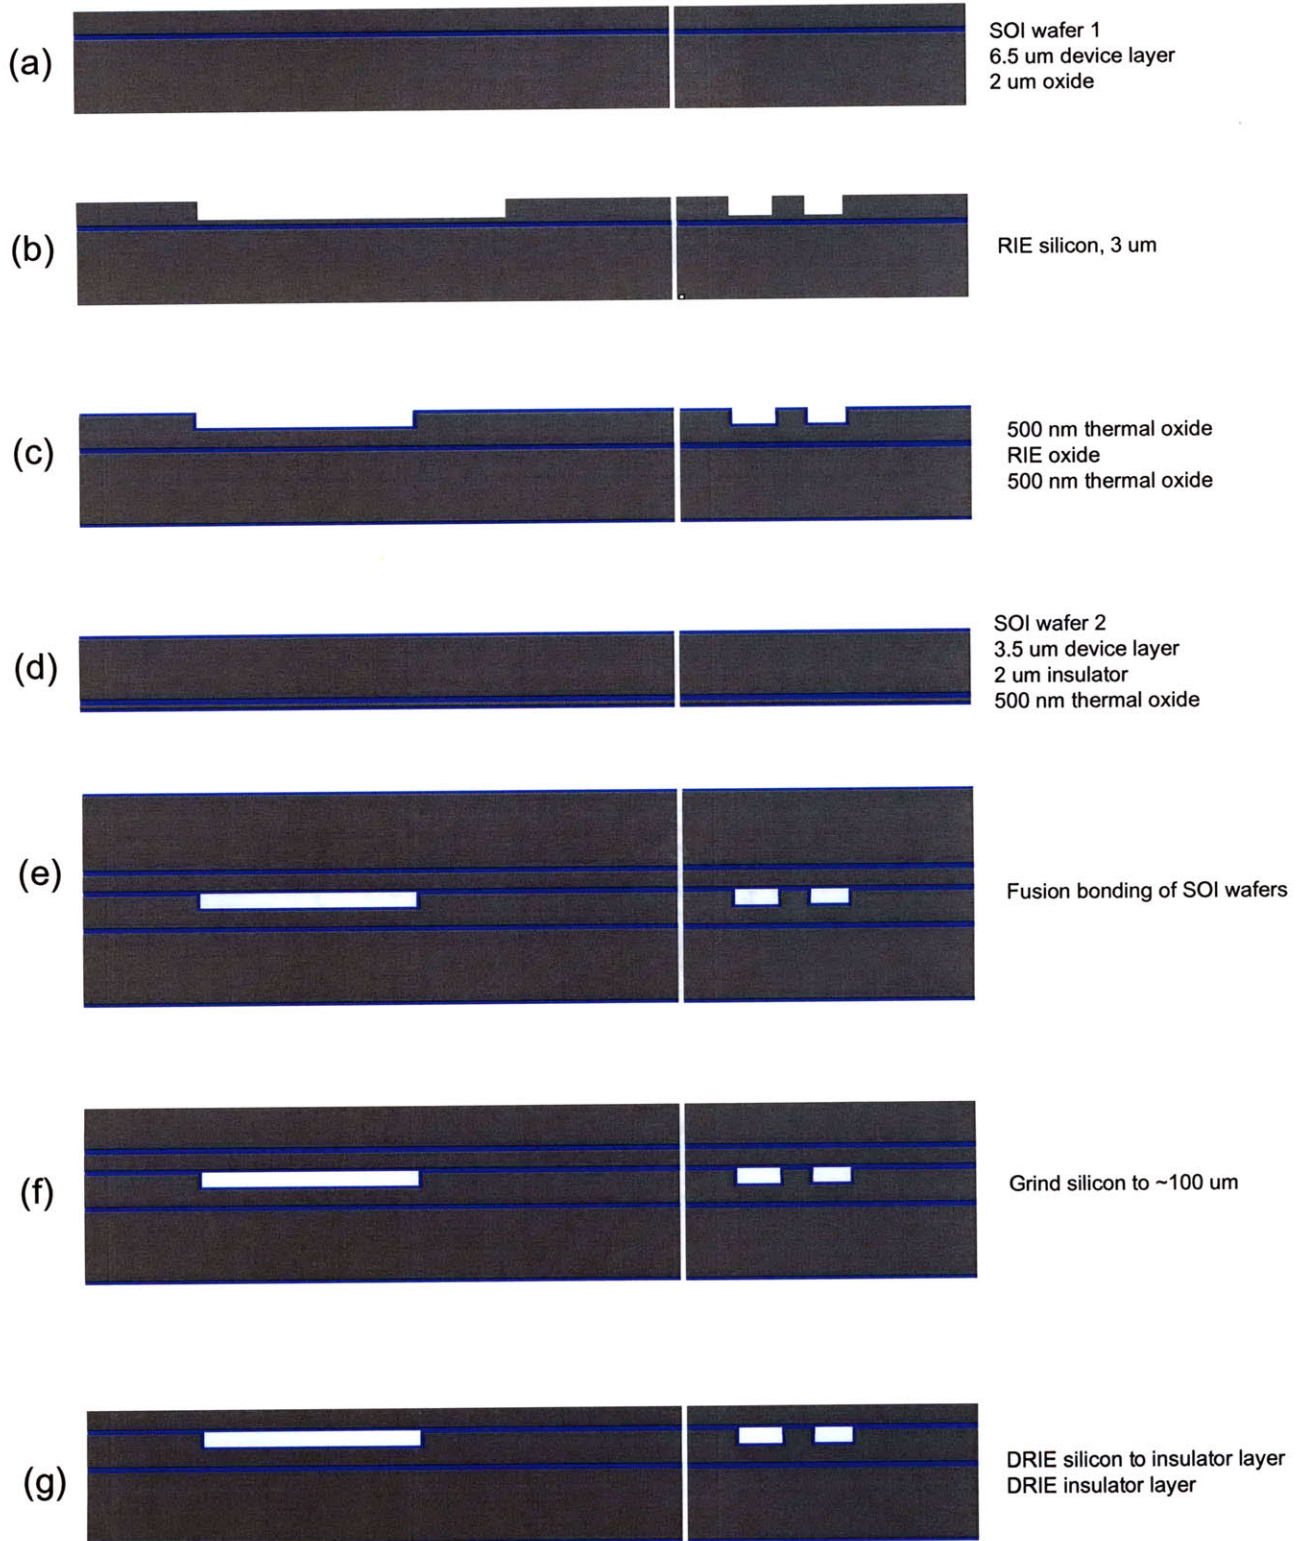 (a)
SOI wafer 1
6.5 um device layer
2 um oxide
(b)
RIE silicon, 3 um
(c)
500 nm thermal oxide
RIE oxide
500 nm thermal oxide
(d)
SOI wafer 2
3.5 um device layer
2 um insulator
500 nm thermal oxide
(e)
Fusion bonding of SOI wafers
(f)
Grind silicon to ~100 um
(g)
DRIE silicon to insulator layer
DRIE insulator layer